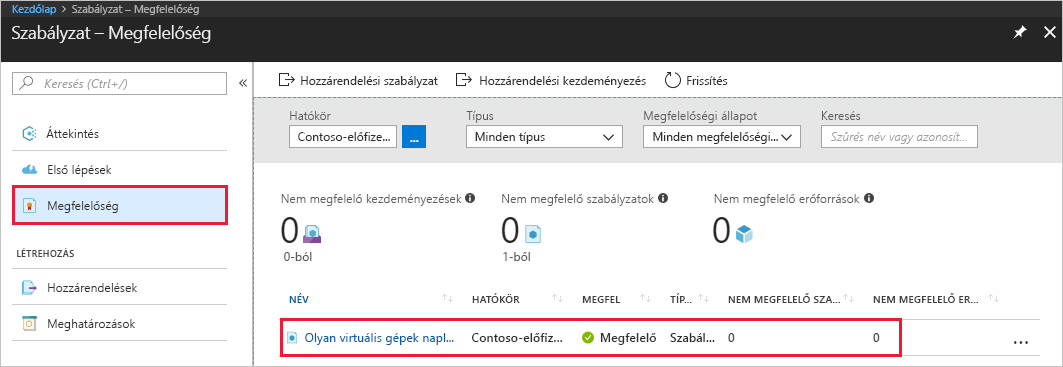 Kezdőlap > Szabályzat – Megfelelőség
Szabályzat – Megfelelőség
Keresés (Ctrl+/)
Áttekintés
Első lépések
Megfelelőség
LÉTREHOZÁS
Hozzárendelések
Meghatározások
Hozzárendelési szabályzat Hozzárendelési kezdeményezés Frissítés
Hatókör Típus Megfelelőségi állapot Keresés
Contoso-előfize... ... Minden típus Minden megfelelőségi... Szűrés név vagy azonosít...
Nem megfelelő kezdeményezések Nem megfelelő szabályzatok Nem megfelelő erőforrások
0 0 0
0-ból 1-ból
NÉV HATÓKÖR MEGFEL TÍP... NEM MEGFELELŐ SZA... NEM MEGFELELŐ ER...
Olyan virtuális gépek napl... Contoso-előfiz... Megfelelő Szabál... 0 0 ...